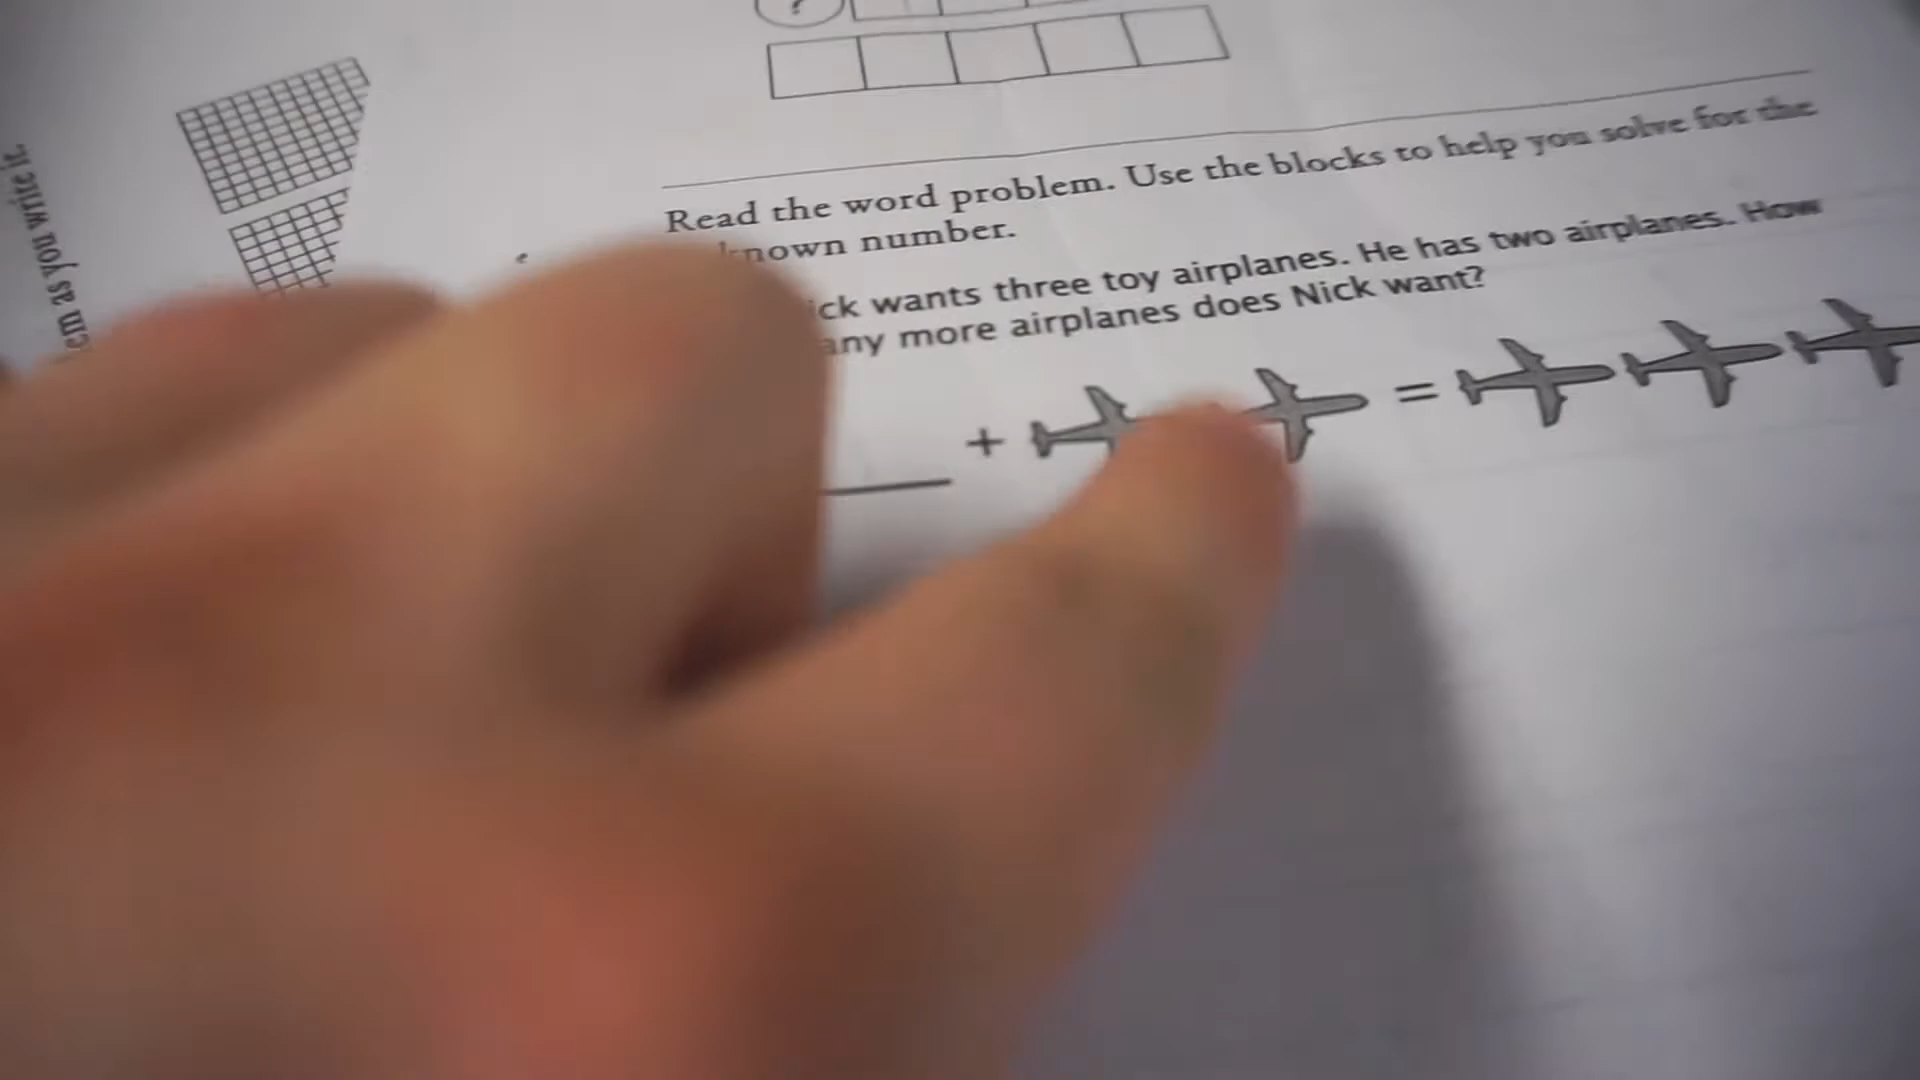 ?
Read the word problem. Use the blocks to help you solve for the
known number.
ick wants three toy airplanes. He has two airplanes. How
any more airplanes does Nick want?
+ =
em as you write it.